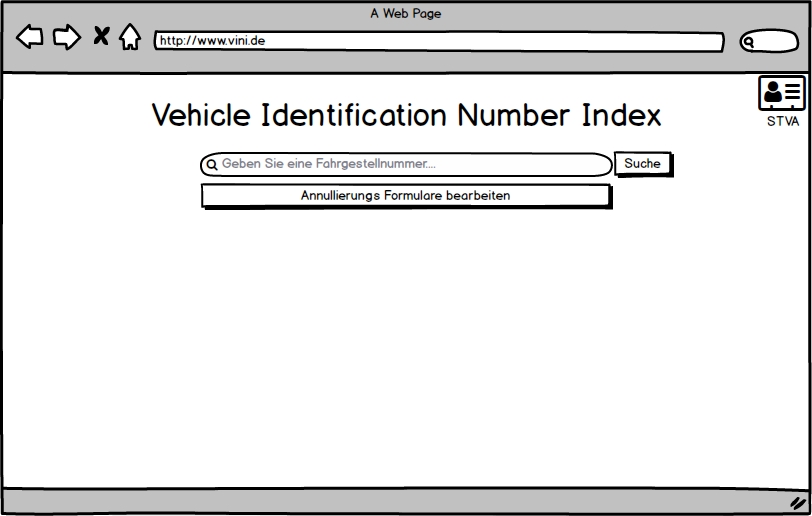 A Web Page
http://www.vini.de
STVA
Vehicle Identification Number Index
Geben Sie eine Fahrgestellnummer....
Suche
Annullierungs Formulare bearbeiten